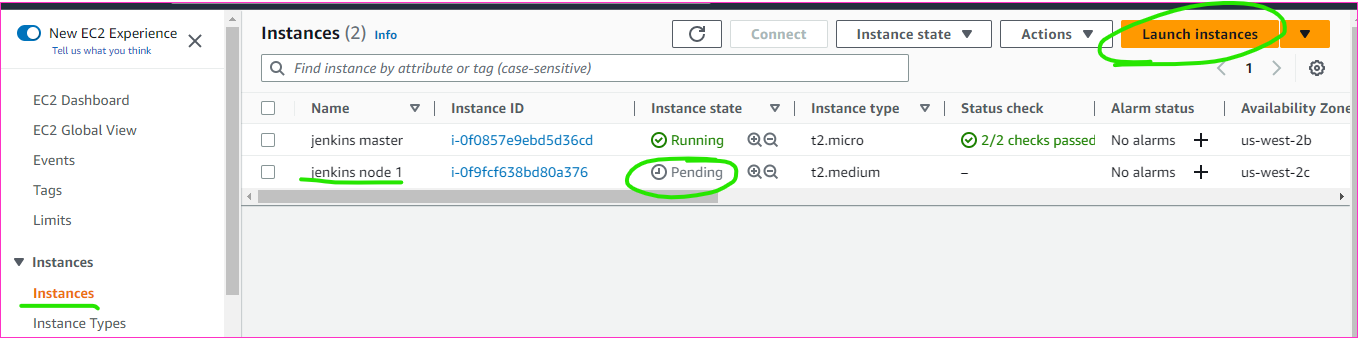 New EC2 Experience
Tell us what you think
EC2 Dashboard
EC2 Global View
Events
Tags
Limits
Instances
Instances
Instance Types
Instances (2) Info
Connect
Instance state
Actions
Launch instances
Find instance by attribute or tag (case-sensitive)
1
Name Instance ID Instance state Instance type Status check Alarm status Availability Zone
jenkins master i-0f0857e9ebd5d36cd Running t2.micro 2/2 checks passed No alarms + us-west-2b
jenkins node 1 i-0f9fcf638bd80a376 Pending t2.medium – No alarms + us-west-2c